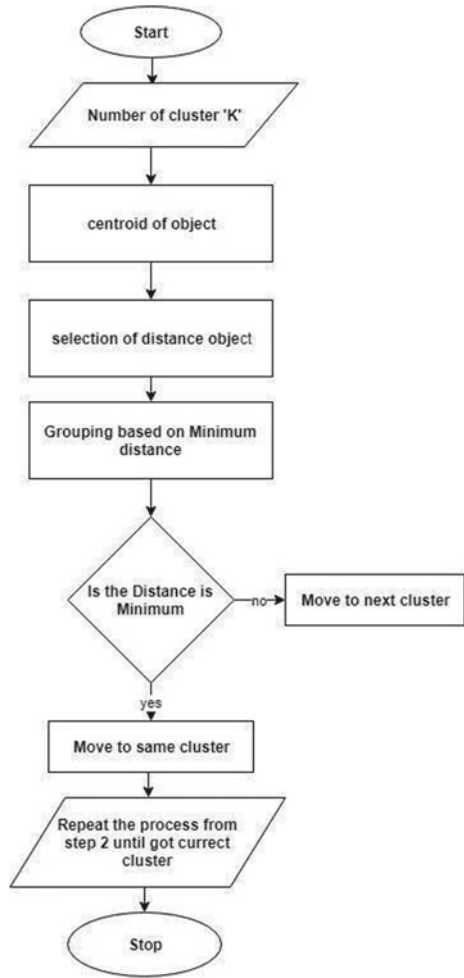 Start
Number of cluster 'K'
centroid of object
selection of distance object
Grouping based on Minimum
distance
Is the Distance is
Minimum
no
Move to next cluster
yes
Move to same cluster
Repeat the process from
step 2 until got currect
cluster
Stop